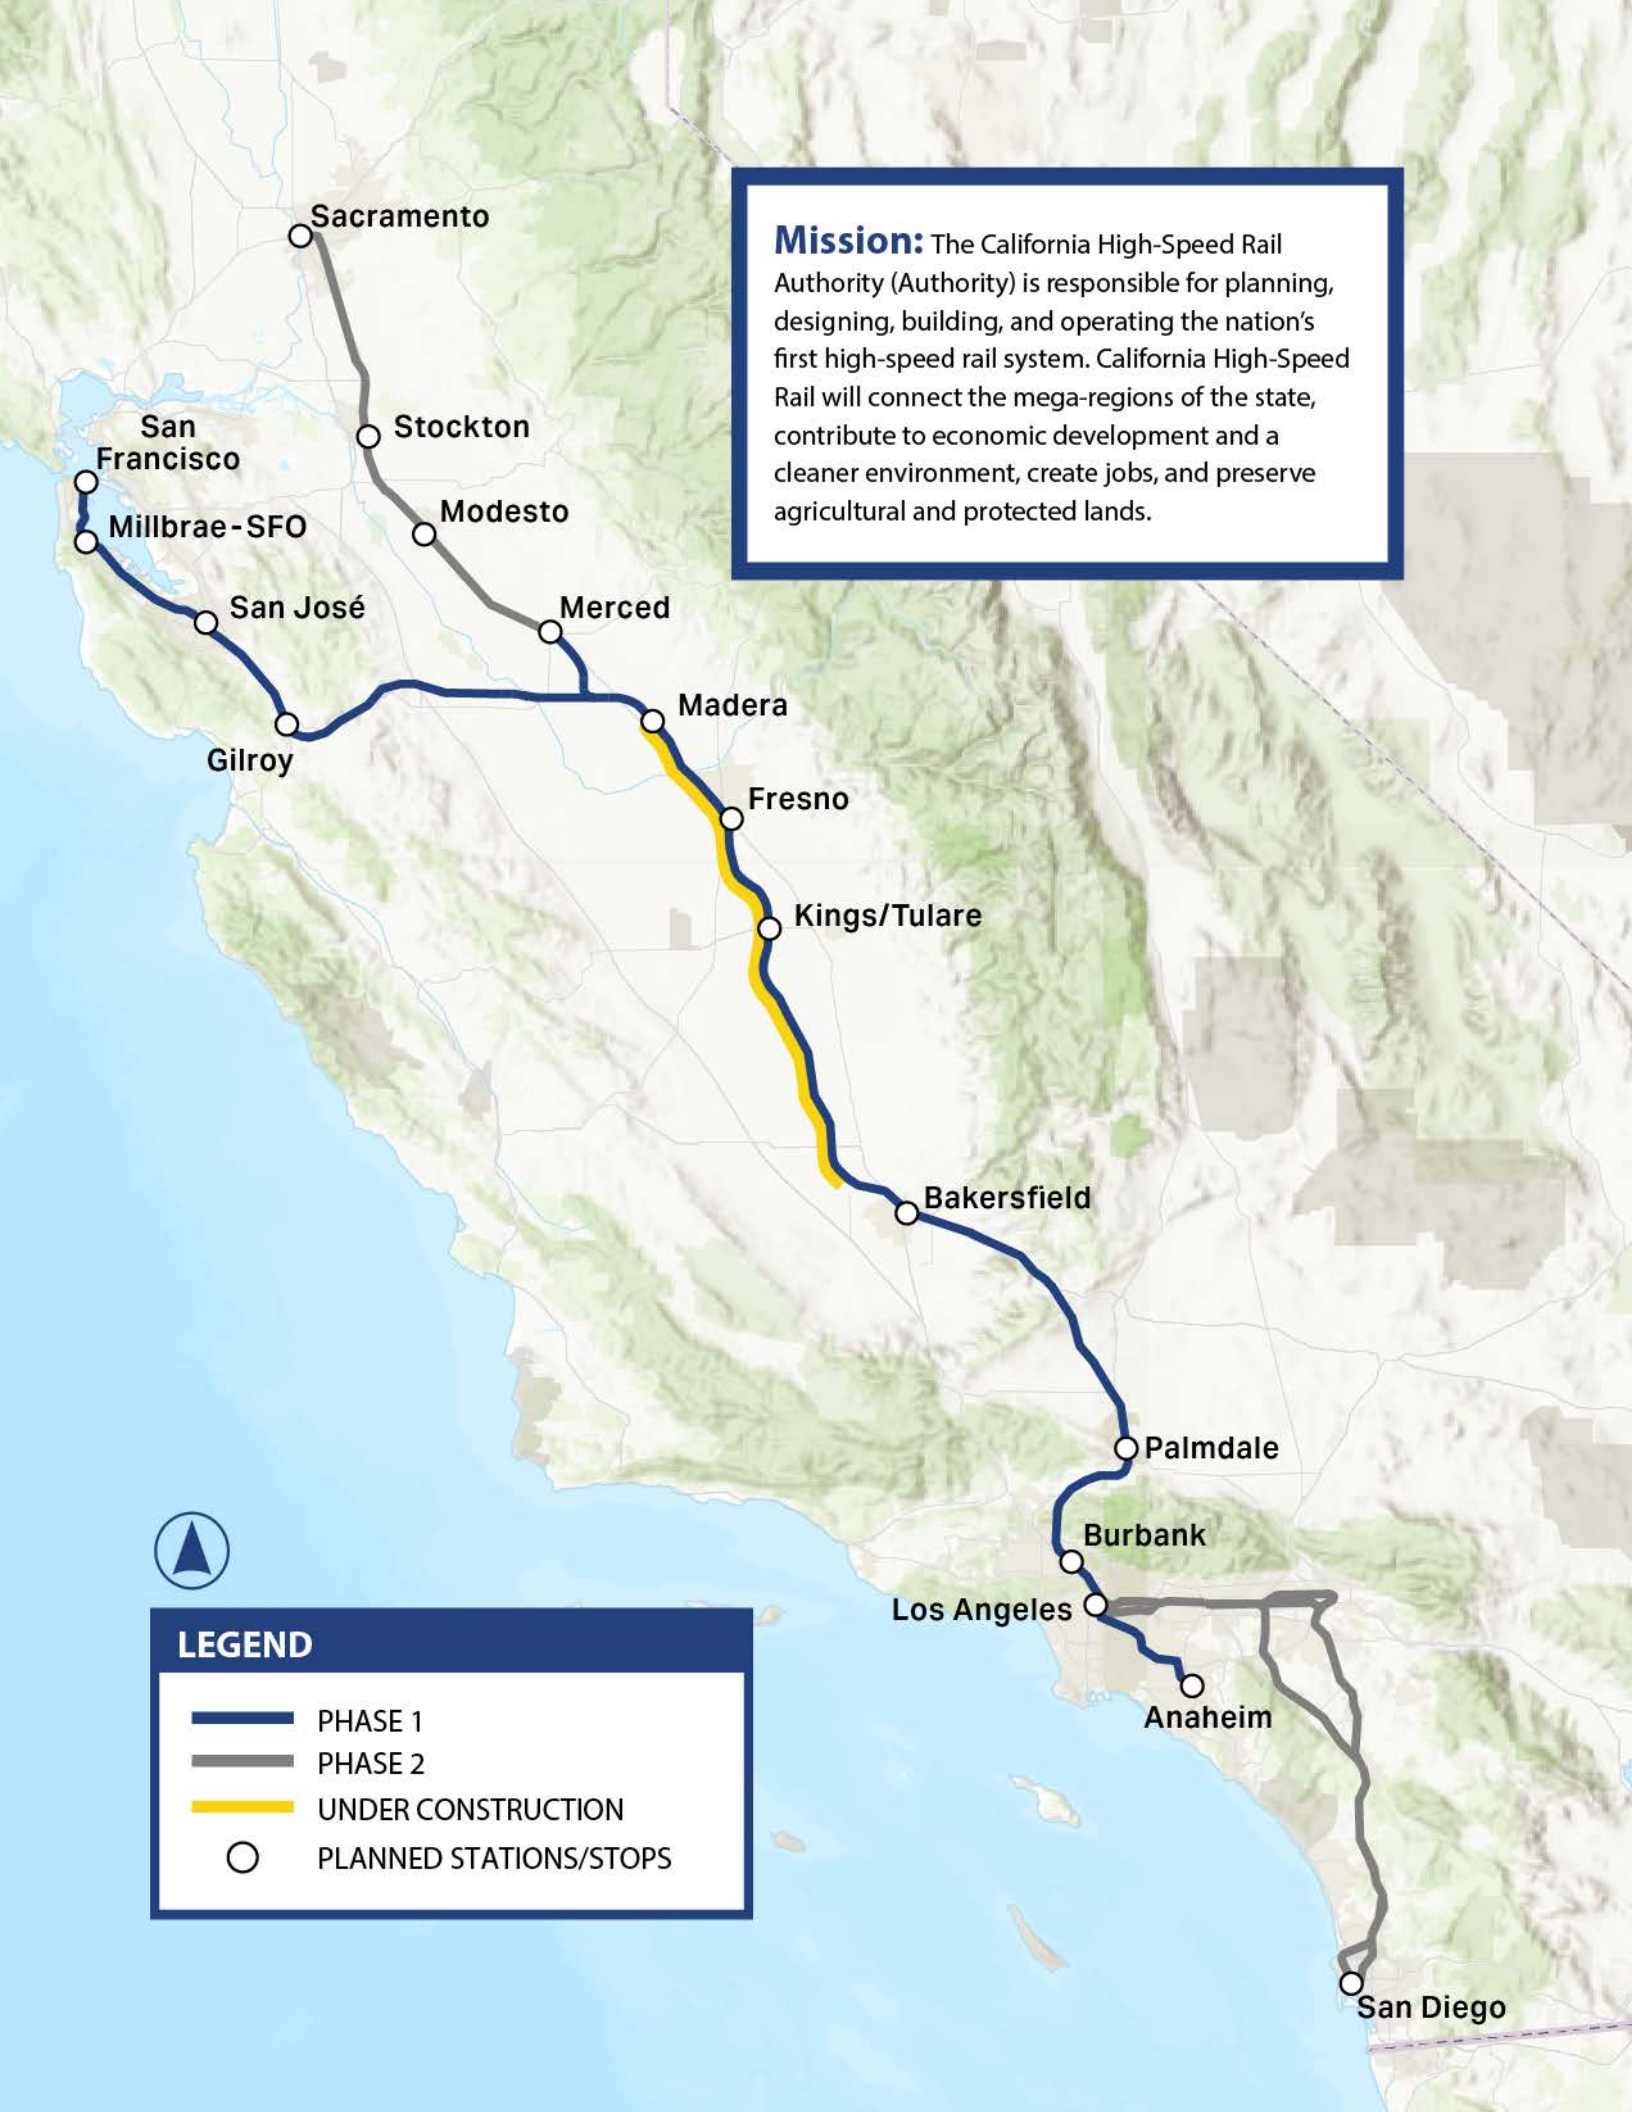 Sacramento
Mission: The California High-Speed Rail
Authority (Authority) is responsible for planning,
designing, building, and operating the nation’s
first high-speed rail system. California High-Speed
Rail will connect the mega-regions of the state,
contribute to economic development and a
cleaner environment, create jobs, and preserve
agricultural and protected lands.
San
Francisco
Stockton
Modesto
Millbrae-SFO
San José
Merced
Madera
Gilroy
Fresno
Kings/Tulare
Bakersfield
Palmdale
Burbank
Los Angeles
Anaheim
San Diego
LEGEND
PHASE 1
PHASE 2
UNDER CONSTRUCTION
PLANNED STATIONS/STOPS